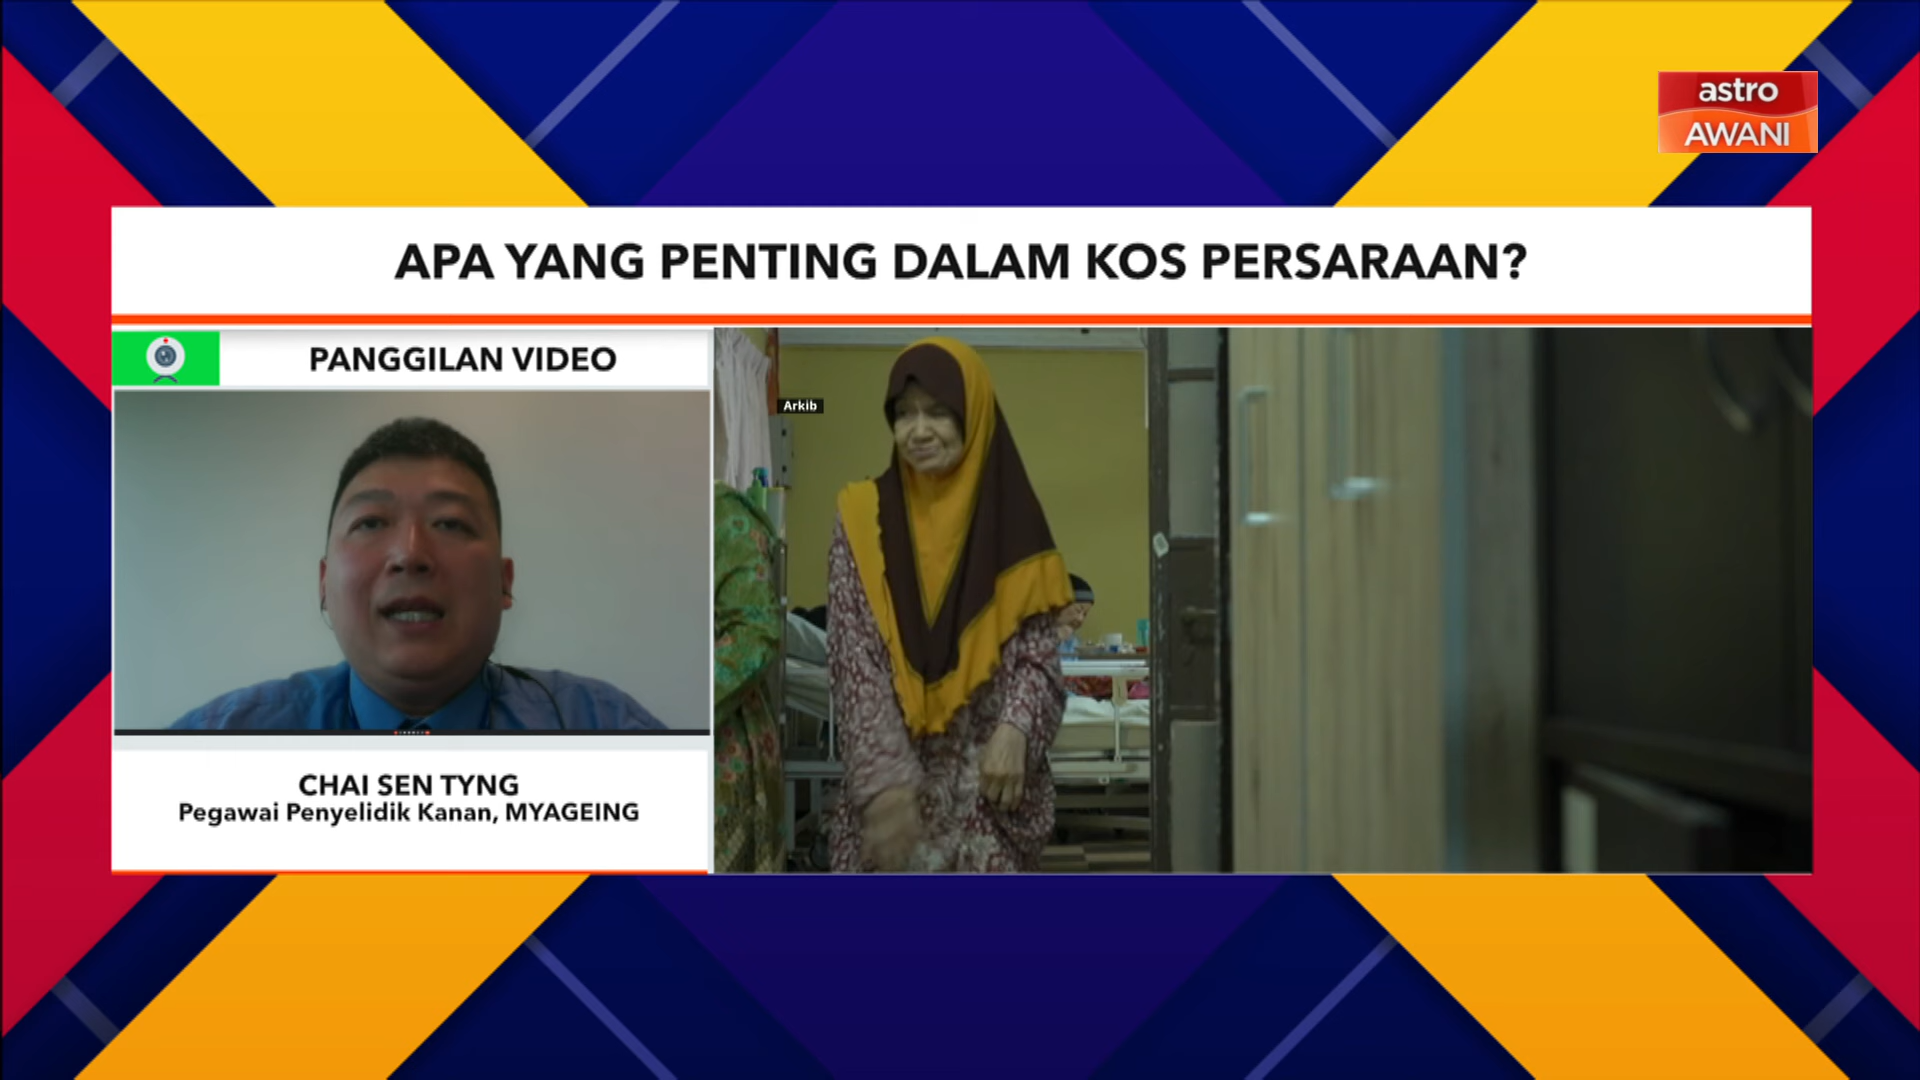 astro
AWANI
APA YANG PENTING DALAM KOS PERSARAAN?
PANGGILAN VIDEO
Arkib
CHAI SEN TYNG
Pegawai Penyelidik Kanan, MYAGEING